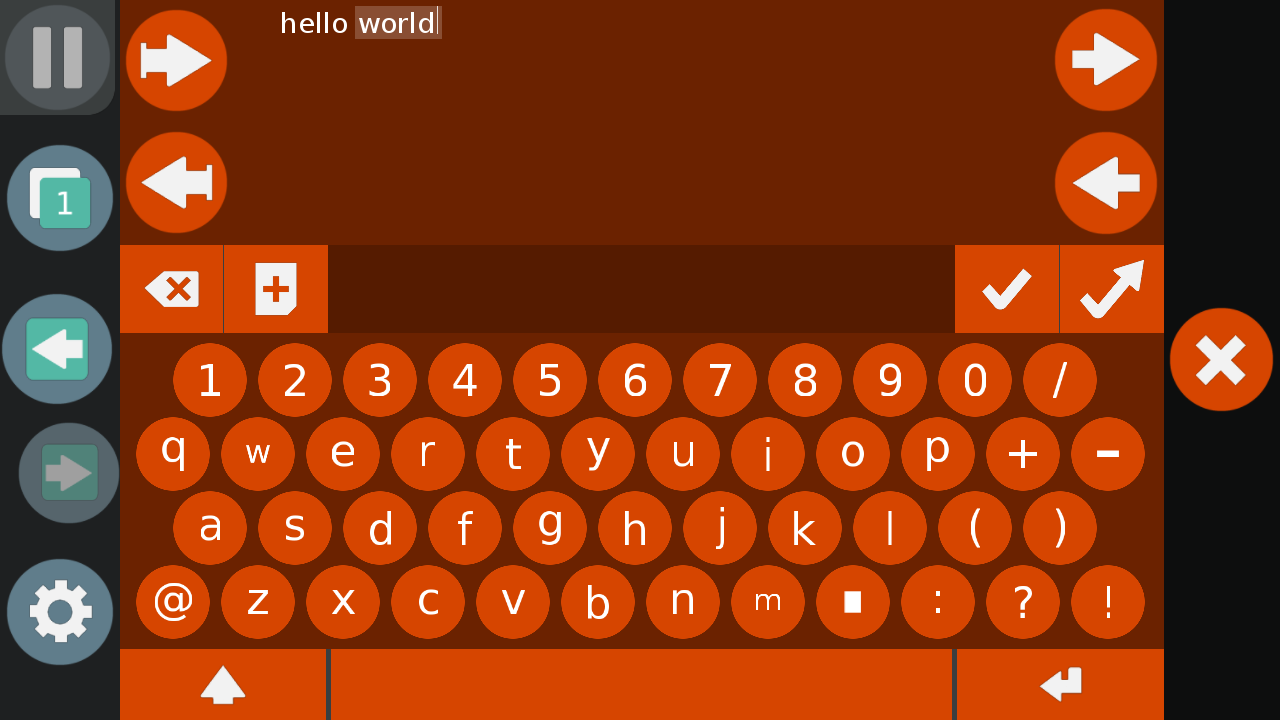 hello world
1
1 2 3 4 5 6 7 8 9 0 /
q w e r t y u i o p + -
a s d f g h j k l ( )
@ z x c v b n m . : ? !